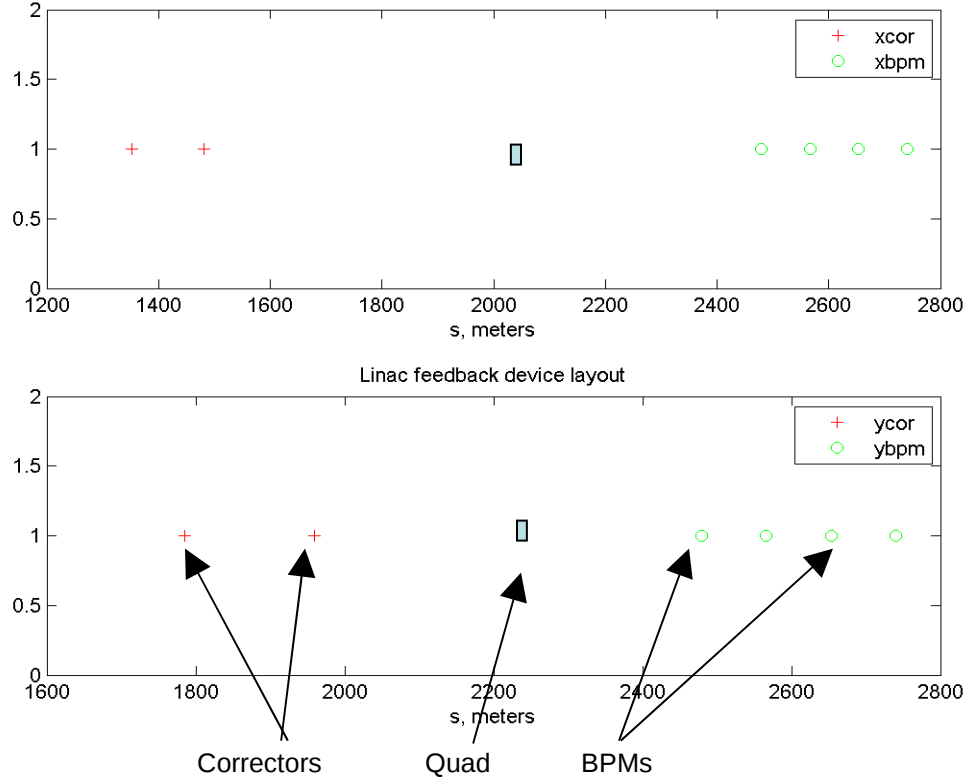 2
xcor
xbpm
1.5
1
0.5
0
1200 1400 1600 1800 2000 2200 2400 2600 2800
s, meters
Linac feedback device layout
2
ycor
ybpm
1.5
1
0.5
0
1600 1800 2000 2200 2400 2600 2800
s, meters
Correctors Quad BPMs